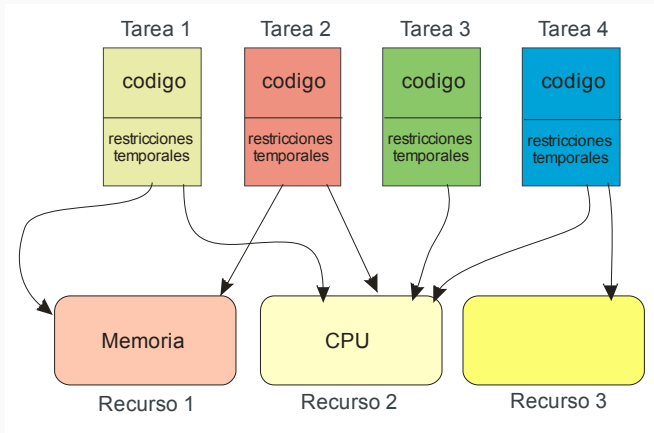 Tarea 1
Tarea 2
Tarea 3
Tarea 4
codigo
codigo
codigo
codigo
restricciones
temporales
restricciones
temporales
restricciones
temporales
restricciones
temporales
Memoria
CPU
Recurso 1
Recurso 2
Recurso 3